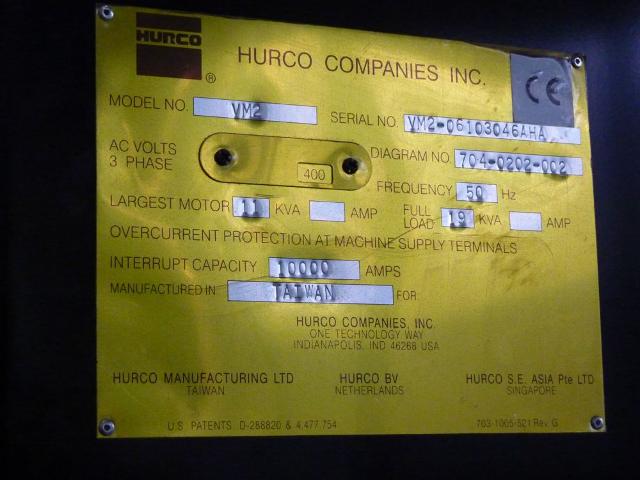 HURCO
®
HURCO COMPANIES INC.
CE
MODEL NO. VM2
SERIAL NO. VM2-06103046AHA
AC VOLTS
3 PHASE
400
DIAGRAM NO 704-0202-002
FREQUENCY 50 Hz
LARGEST MOTOR 11 KVA AMP
FULL LOAD 19 KVA AMP
OVERCURRENT PROTECTION AT MACHINE SUPPLY TERMINALS
INTERRUPT CAPACITY 10000 AMPS
MANUFACTURED IN TAIWAN FOR:
HURCO COMPANIES, INC.
ONE TECHNOLOGY WAY
INDIANAPOLIS, IND 46268 USA
HURCO MANUFACTURING LTD
TAIWAN
HURCO BV
NETHERLANDS
HURCO S.E. ASIA Pte LTD
SINGAPORE
U.S. PATENTS D-288820 & 4,477,754
703-1005-521 Rev. G